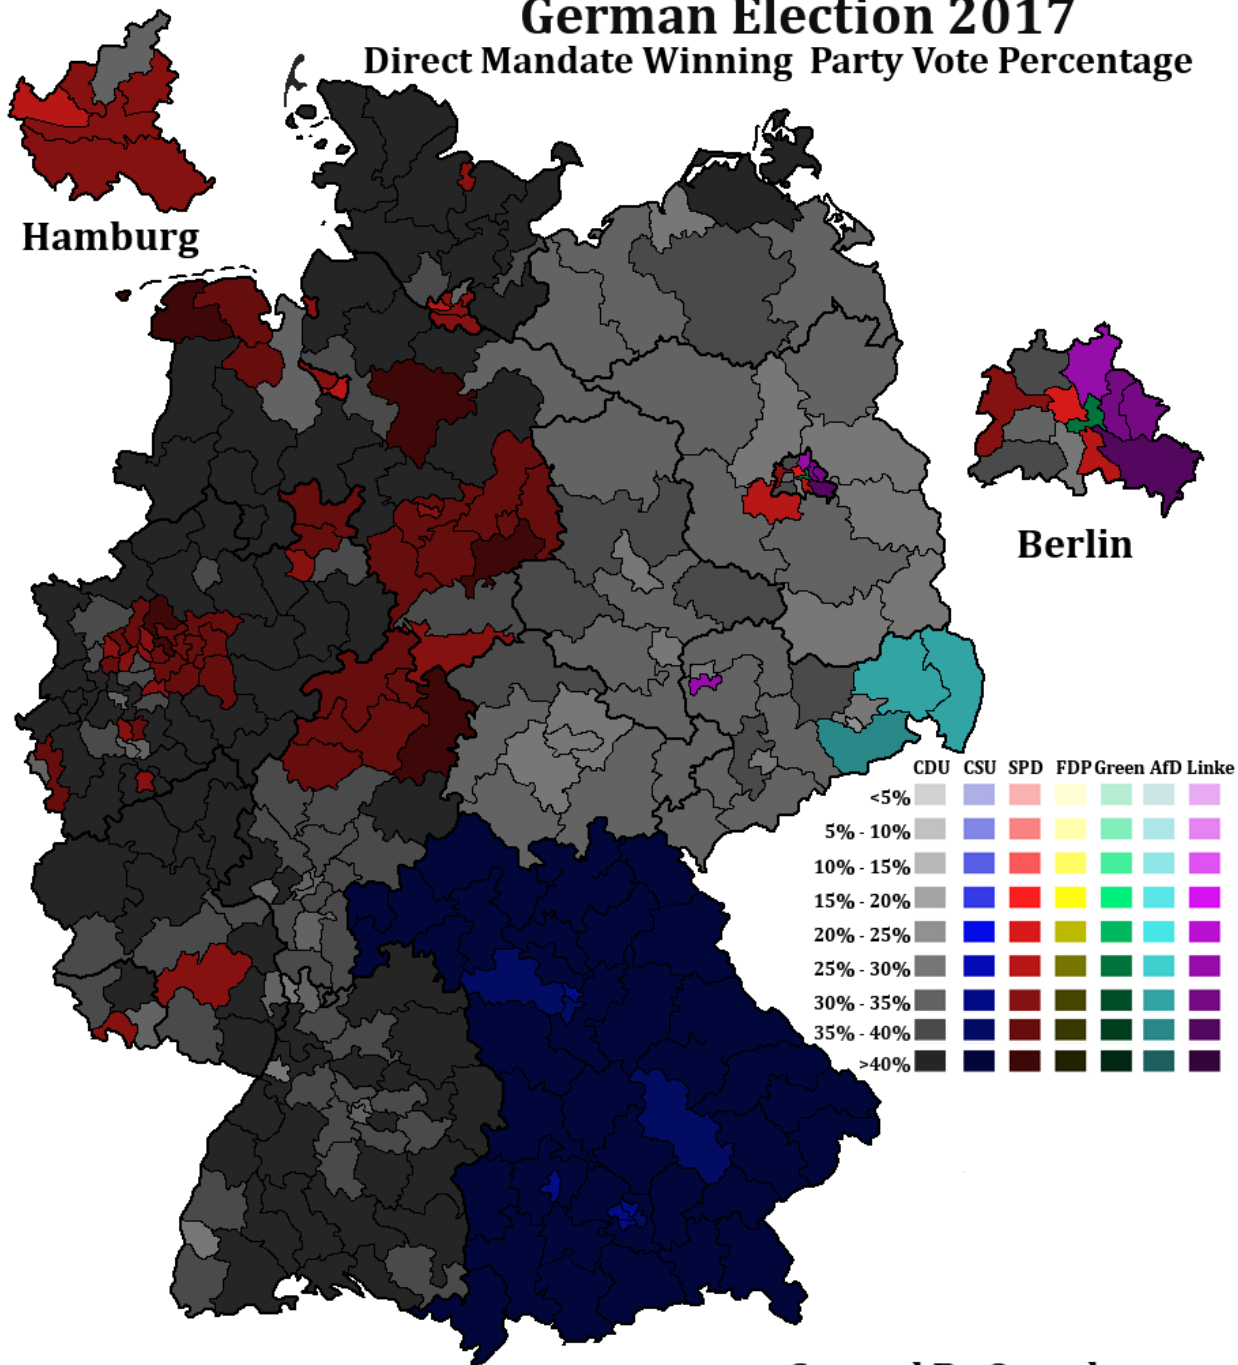 German Election 2017
Direct Mandate Winning Party Vote Percentage
Hamburg
Berlin
CDU CSU SPD FDP Green AfD Linke
<5%
5% - 10%
10% - 15%
15% - 20%
20% - 25%
25% - 30%
30% - 35%
35% - 40%
>40%